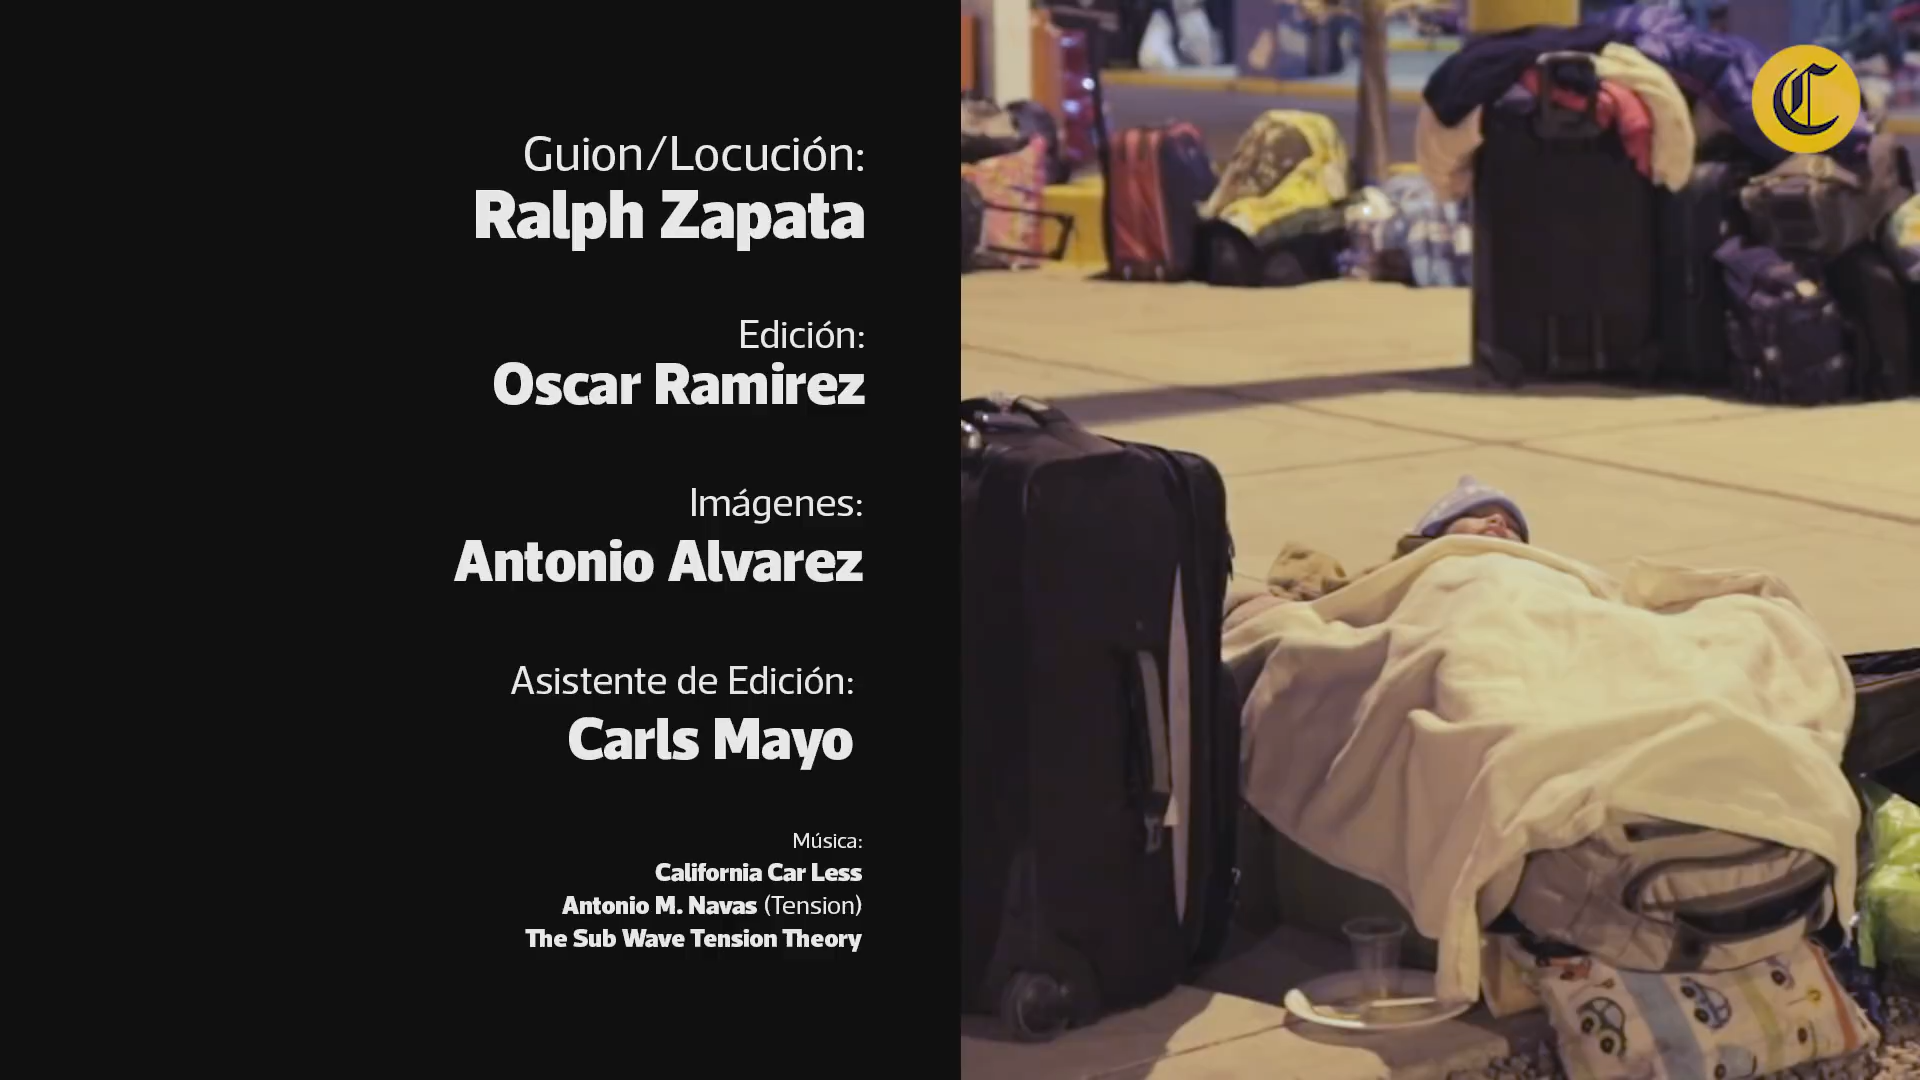 Guion/Locución:
Ralph Zapata
Edición:
Oscar Ramirez
Imágenes:
Antonio Alvarez
Asistente de Edición:
Carls Mayo
Música:
California Car Less
Antonio M. Navas (Tension)
The Sub Wave Tension Theory
C